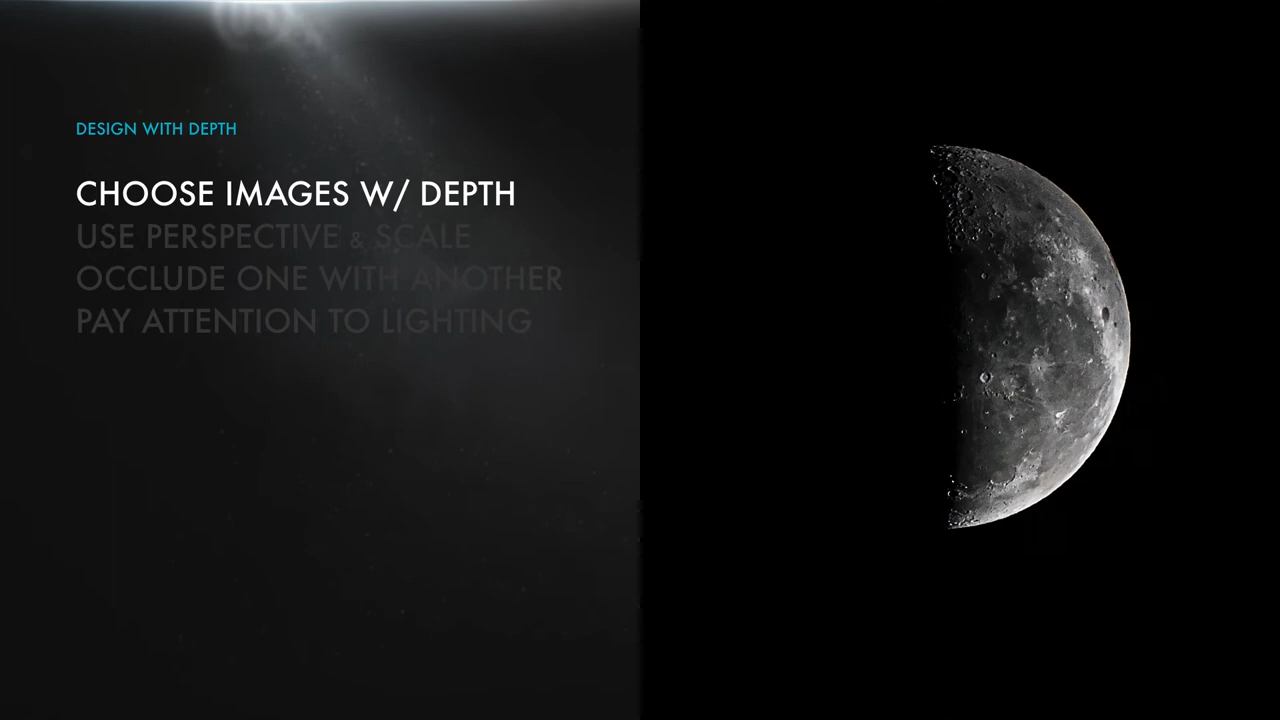 DESIGN WITH DEPTH
CHOOSE IMAGES W/ DEPTH
USE PERSPECTIVE & SCALE
OCCLUDE ONE WITH ANOTHER
PAY ATTENTION TO LIGHTING